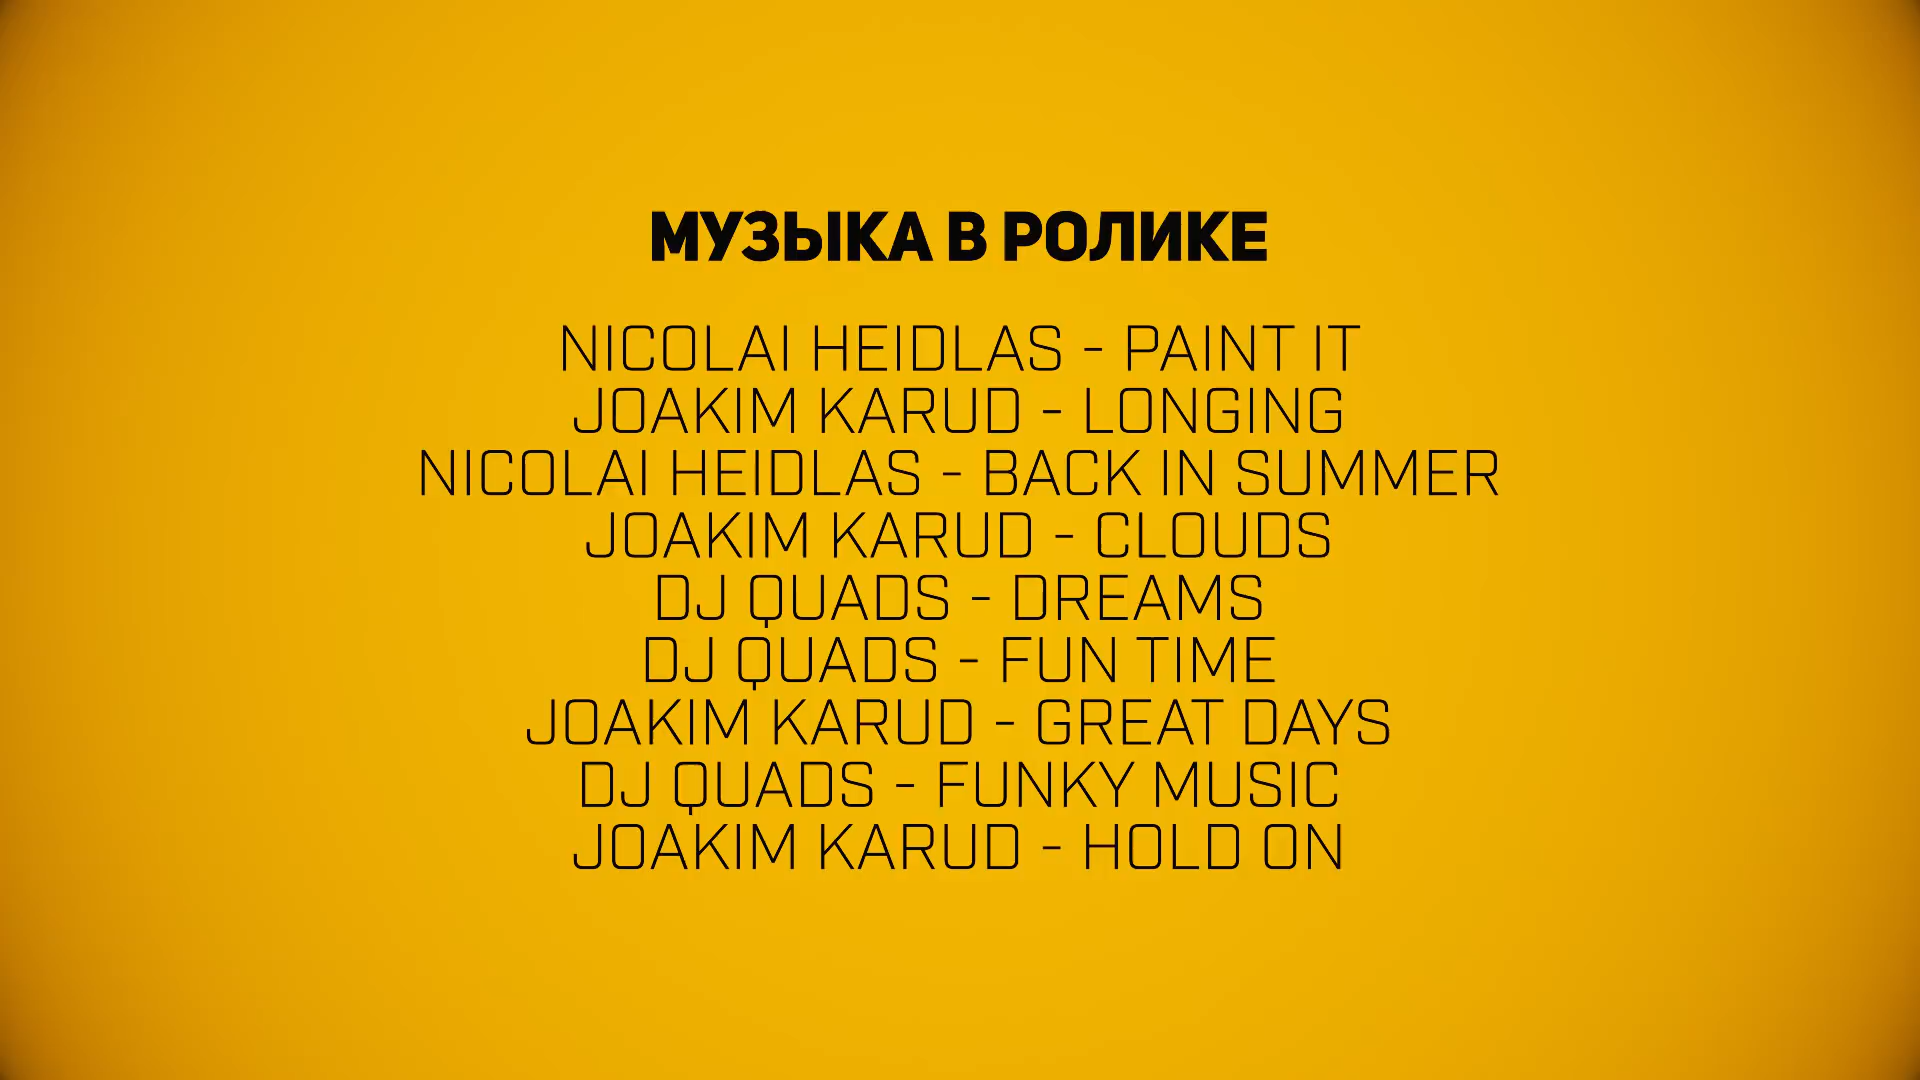 МУЗЫКА В РОЛИКЕ
NICOLAI HEIDLAS - PAINT IT
JOAKIM KARUD - LONGING
NICOLAI HEIDLAS - BACK IN SUMMER
JOAKIM KARUD - CLOUDS
DJ QUADS - DREAMS
DJ QUADS - FUN TIME
JOAKIM KARUD - GREAT DAYS
DJ QUADS - FUNKY MUSIC
JOAKIM KARUD - HOLD ON